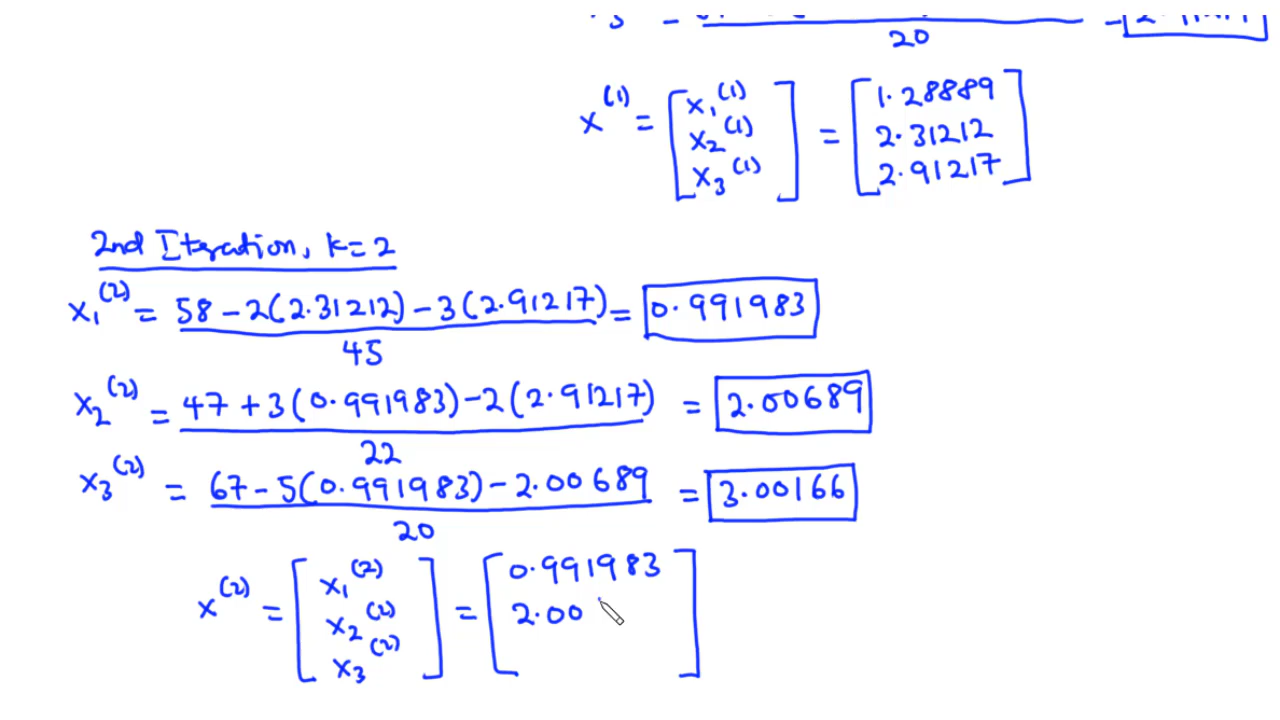 20
x^(1) = [x₁^(1) x₂^(1) x₃^(1)] = [1.28889 2.31212 2.91217]
2nd Iteration, k=2
x₁^(2) = (58 - 2(2.31212) - 3(2.91217)) / 45 = 0.991983
x₂^(2) = (47 + 3(0.991983) - 2(2.91217)) / 22 = 2.00689
x₃^(2) = (67 - 5(0.991983) - 2.00689) / 20 = 3.00166
x^(2) = [x₁^(2) x₂^(2) x₃^(2)] = [0.991983 2.00